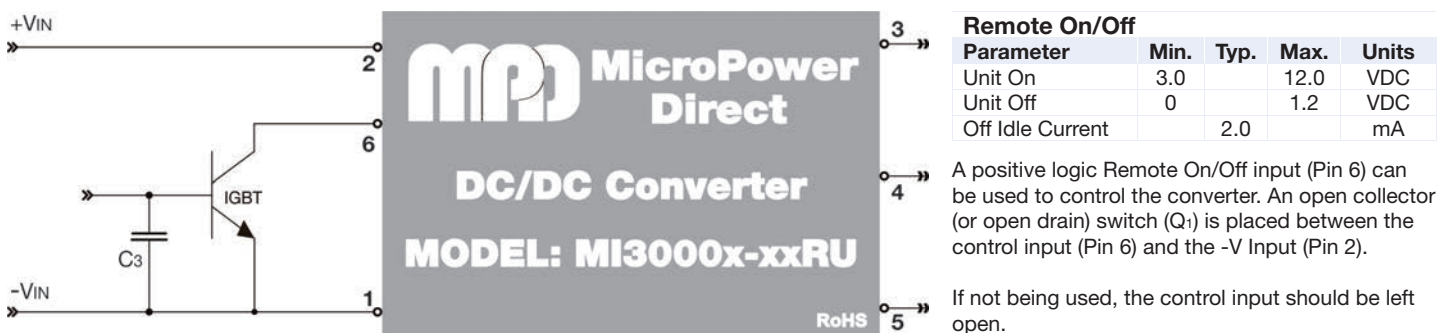 +VIN
2
6
IGBT
C3
-VIN
1
MPD MicroPower
Direct
DC/DC Converter
MODEL: MI3000x-xxRU
RoHS
3
4
5
Remote On/Off
Parameter Min. Typ. Max. Units
Unit On 3.0 12.0 VDC
Unit Off 0 1.2 VDC
Off Idle Current 2.0 mA
A positive logic Remote On/Off input (Pin 6) can
be used to control the converter. An open collector
(or open drain) switch (Q1) is placed between the
control input (Pin 6) and the -V Input (Pin 2).
If not being used, the control input should be left
open.